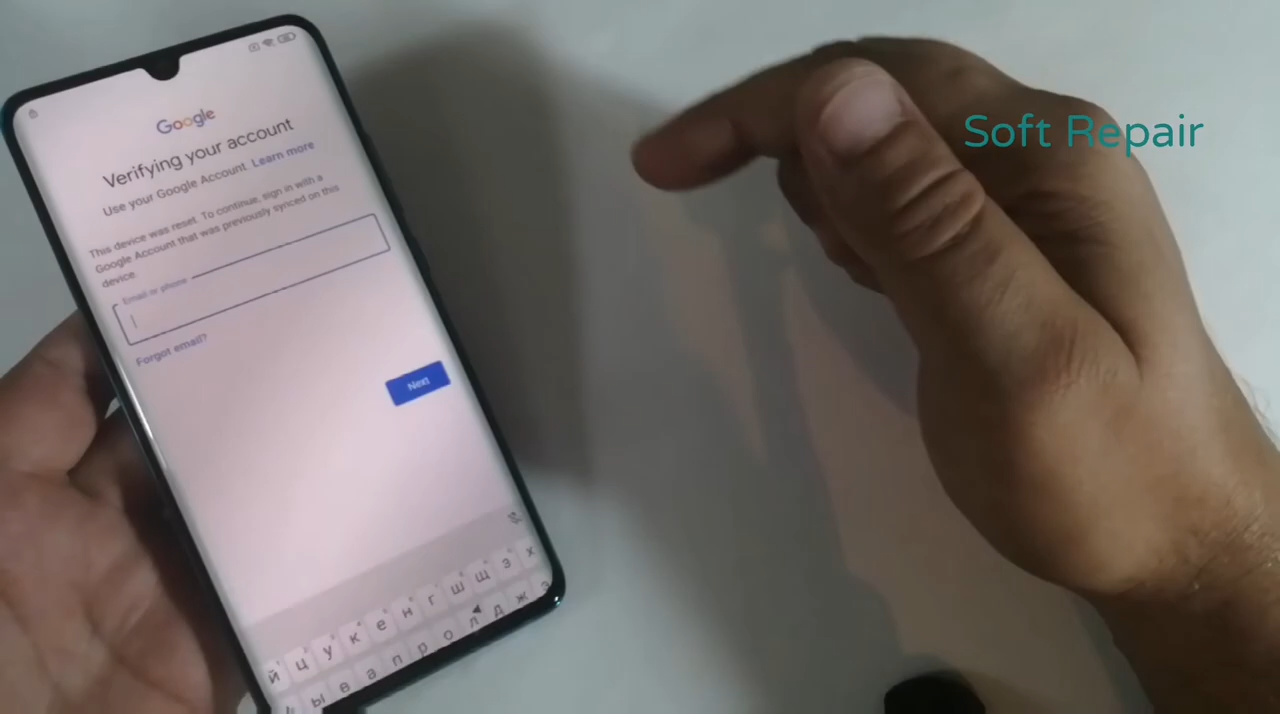 Google
Verifying your account
Use your Google Account. Learn more
This device was reset. To continue, sign in with a
Google Account that was previously synced on this
device.
Email or phone
Forgot email?
Next
й ц у к е н г ш щ з х
ы в а п р о л д ж э
Soft Repair